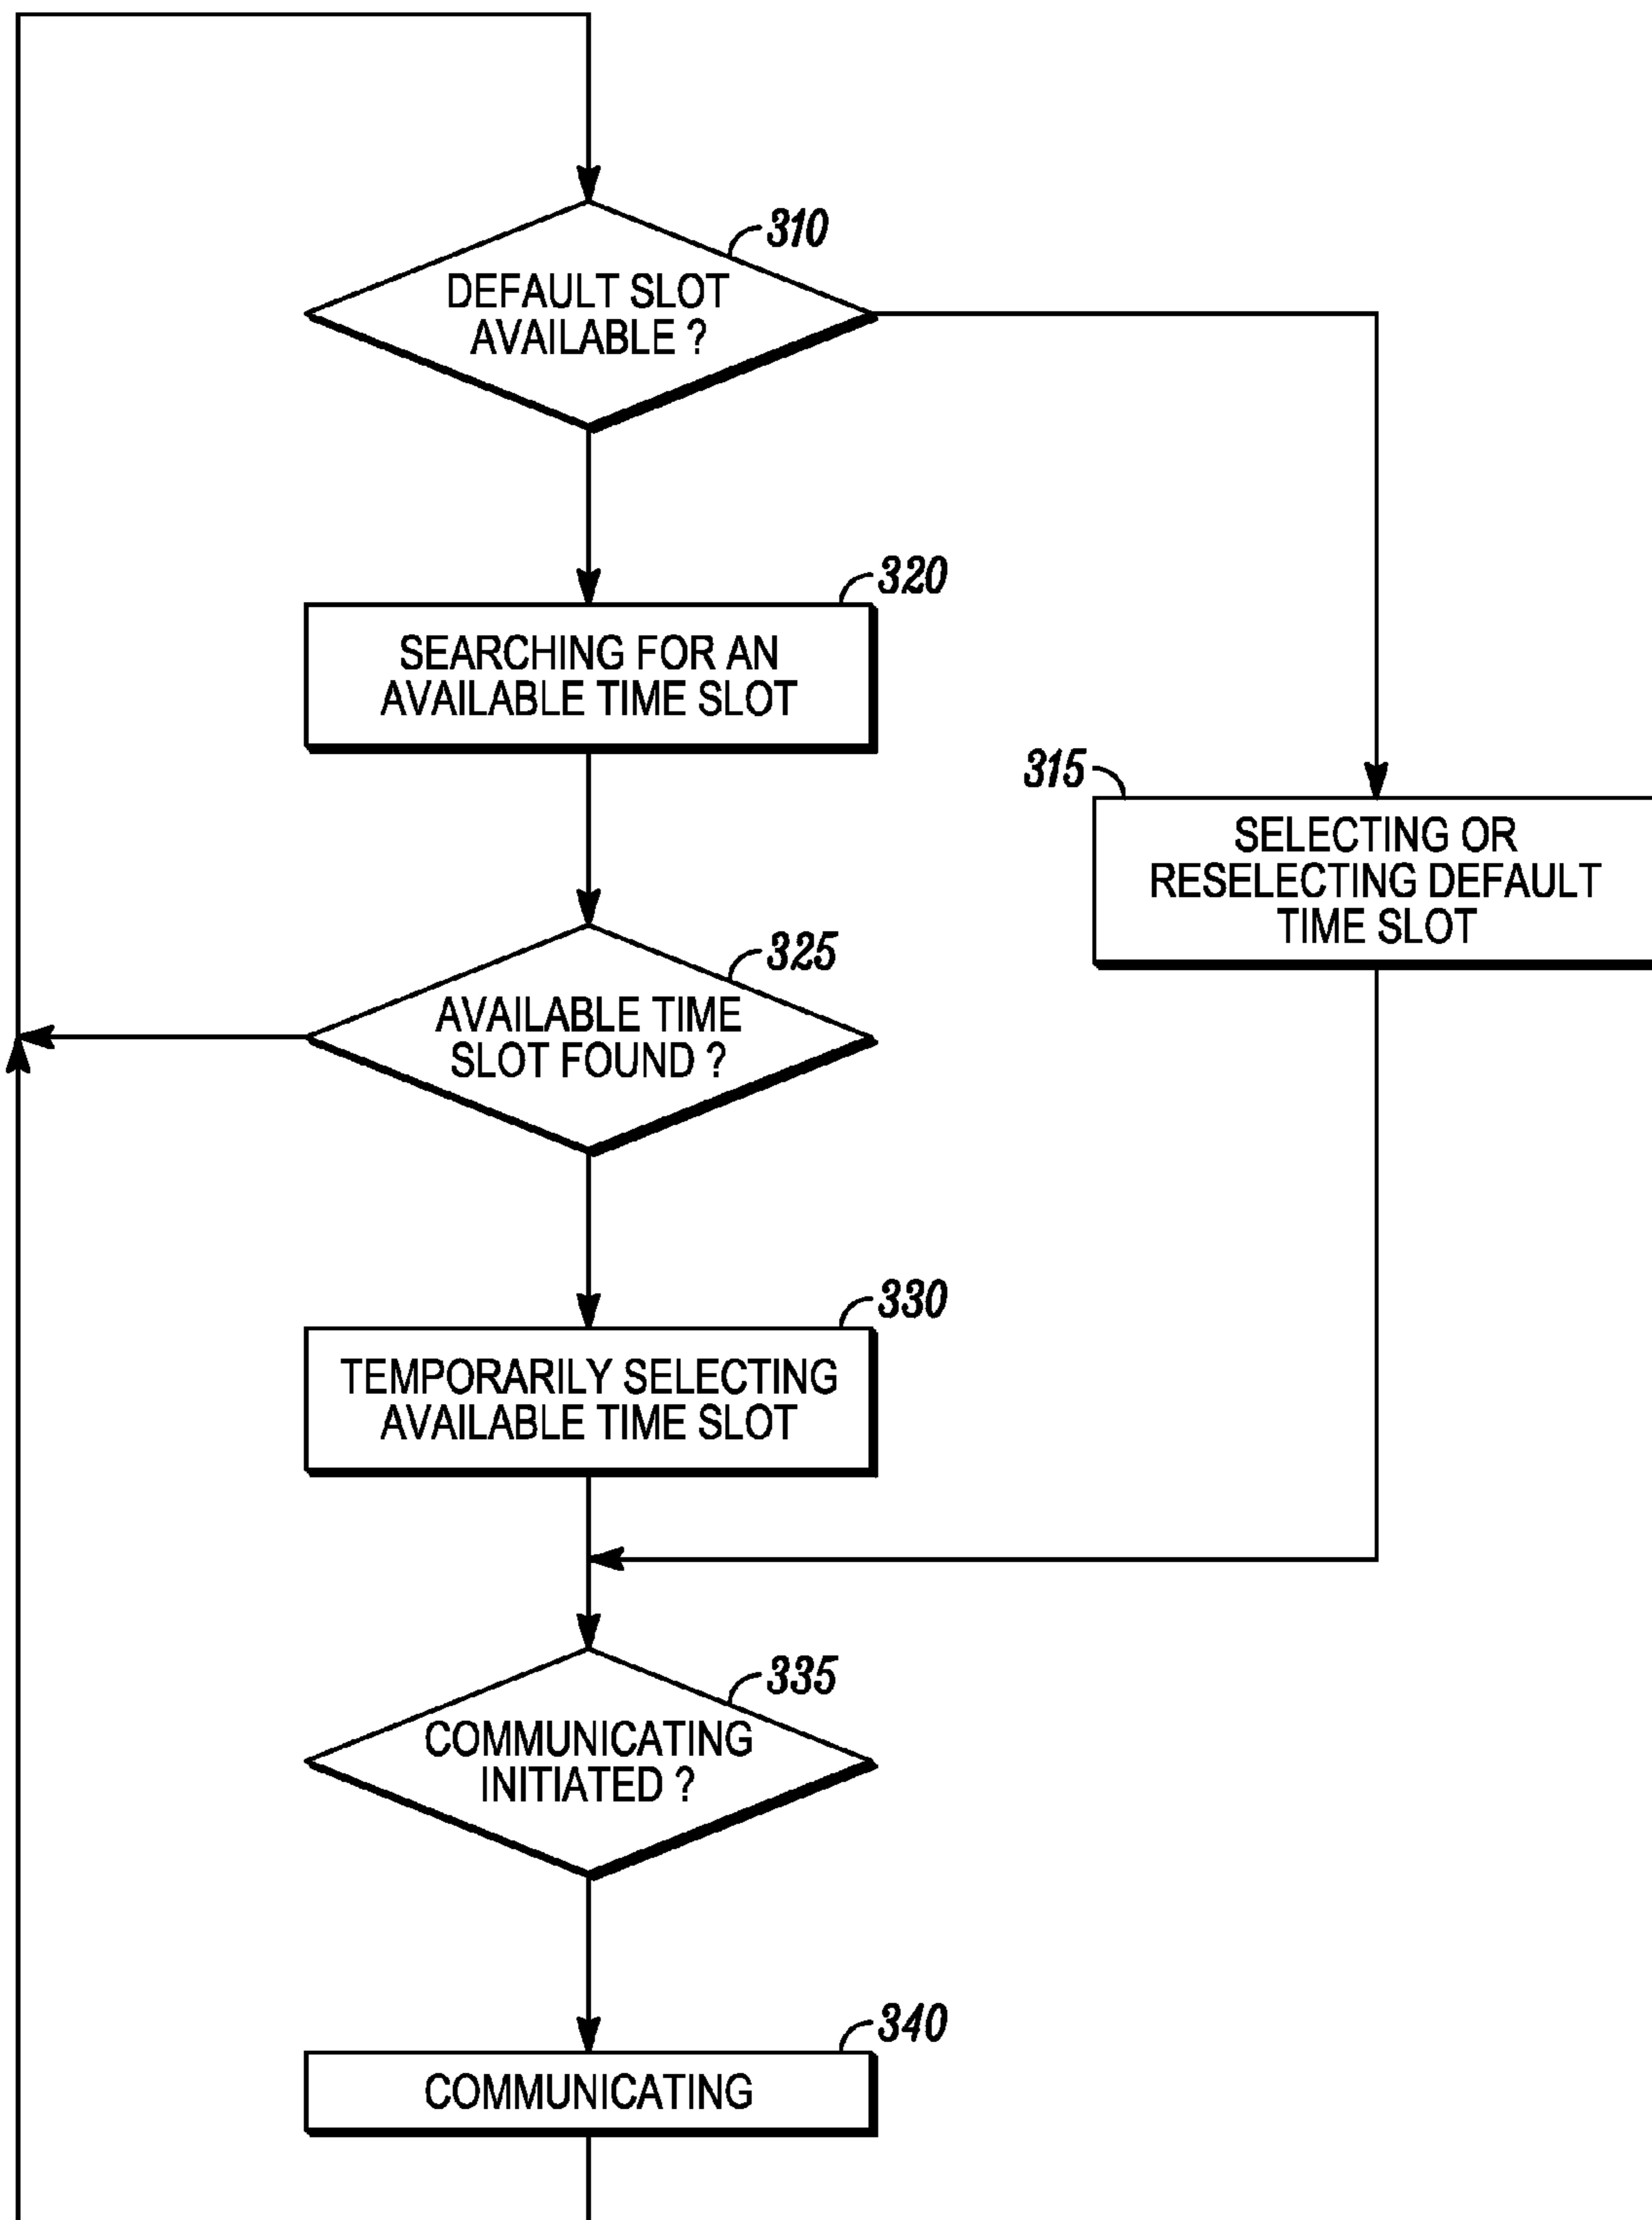 310
DEFAULT SLOT
AVAILABLE ?
320
SEARCHING FOR AN
AVAILABLE TIME SLOT
315
SELECTING OR
RESELECTING DEFAULT
TIME SLOT
325
AVAILABLE TIME
SLOT FOUND ?
330
TEMPORARILY SELECTING
AVAILABLE TIME SLOT
335
COMMUNICATING
INITIATED ?
340
COMMUNICATING